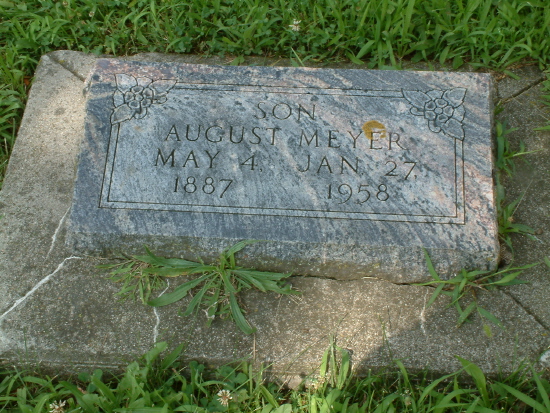 SON
AUGUST MEYER
MAY 4, JAN. 27
1887 1958